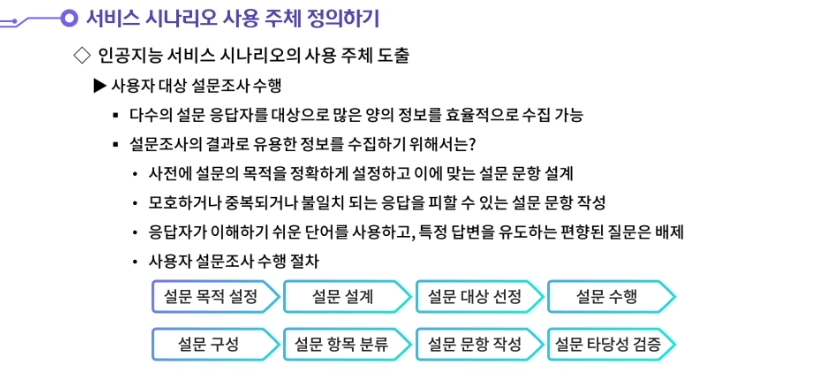 서비스 시나리오 사용 주체 정의하기
◇ 인공지능 서비스 시나리오의 사용 주체 도출
▶ 사용자 대상 설문조사 수행
▪ 다수의 설문 응답자를 대상으로 많은 양의 정보를 효율적으로 수집 가능
▪ 설문조사의 결과로 유용한 정보를 수집하기 위해서는?
• 사전에 설문의 목적을 정확하게 설정하고 이에 맞는 설문 문항 설계
• 모호하거나 중복되거나 불일치 되는 응답을 피할 수 있는 설문 문항 작성
• 응답자가 이해하기 쉬운 단어를 사용하고, 특정 답변을 유도하는 편향된 질문은 배제
• 사용자 설문조사 수행 절차
설문 목적 설정 설문 설계 설문 대상 선정 설문 수행
설문 구성 설문 항목 분류 설문 문항 작성 설문 타당성 검증